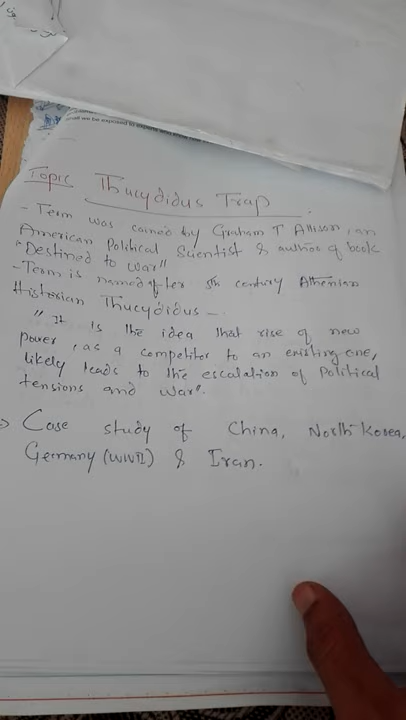 Topic Thucydidus Trap
- Term was coined by Graham T Allison, an
American Political Scientist & author of book
"Destined to war"
- Term is named after 5th century Athenian
Historian Thucydidus -
" It is the idea that rise of new
power, as a competitor to an existing one,
likely leads to the escalation of Political
tensions and war".
=> Case study of China, North-Korea,
Germany (WWII) & Iran.